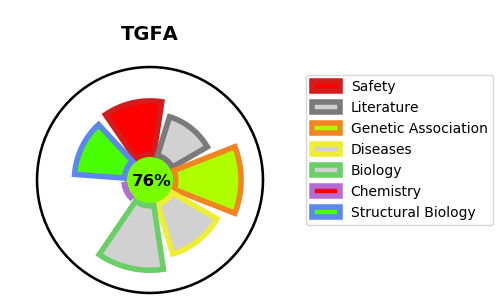 TGFA
76%
Safety
Literature
Genetic Association
Diseases
Biology
Chemistry
Structural Biology